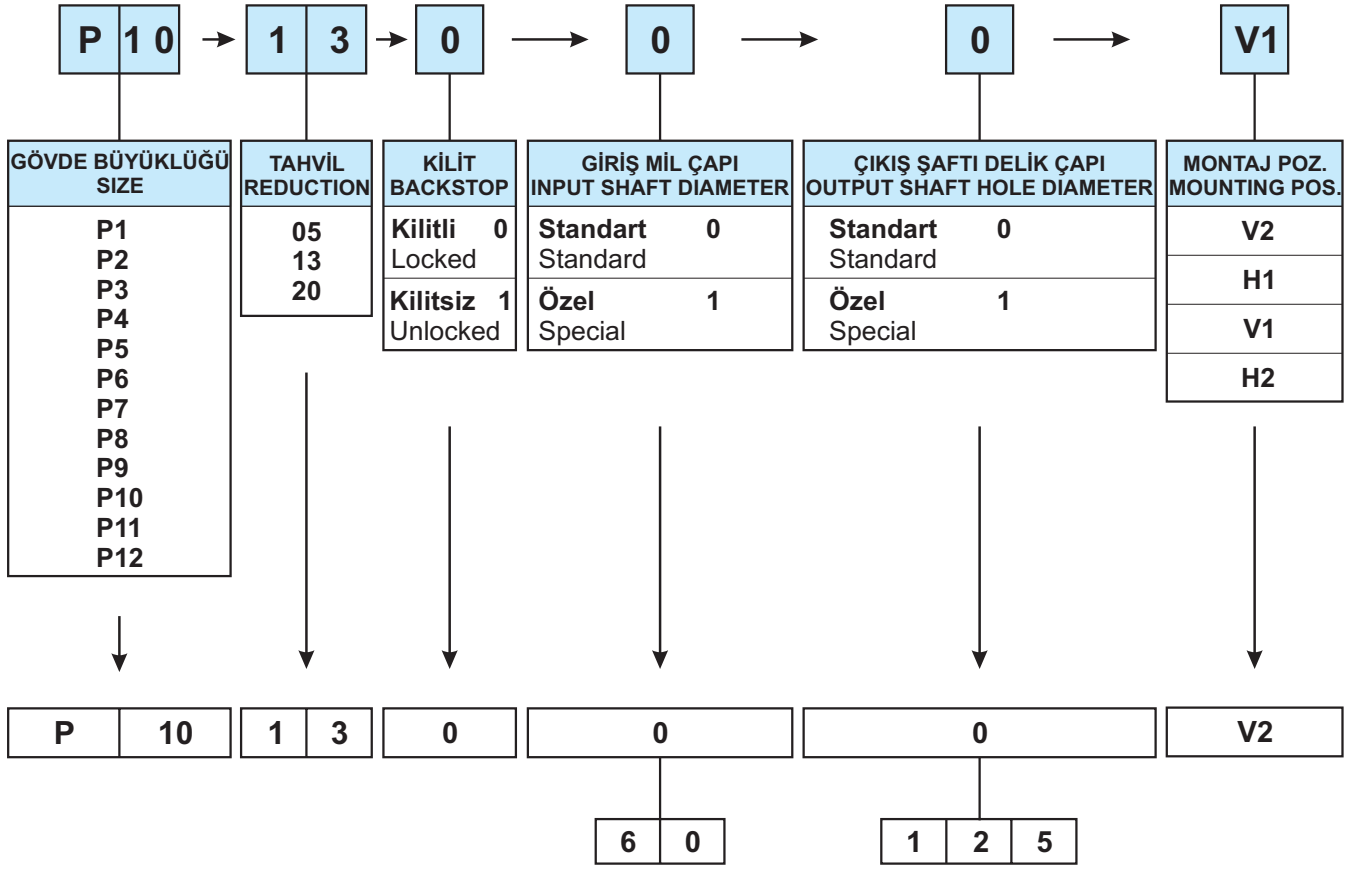 P 1 0 1 3 0 0 0 V1
GÖVDE BÜYÜKLÜĞÜ
SIZE
P1
P2
P3
P4
P5
P6
P7
P8
P9
P10
P11
P12
TAHVİL
REDUCTION
05
13
20
KİLİT
BACKSTOP
Kilitli 0
Locked
Kilitsiz 1
Unlocked
GİRİŞ MİL ÇAPI
INPUT SHAFT DIAMETER
Standart 0
Standard
Özel 1
Special
ÇIKIŞ ŞAFTI DELİK ÇAPI
OUTPUT SHAFT HOLE DIAMETER
Standart 0
Standard
Özel 1
Special
MONTAJ POZ.
MOUNTING POS.
V2
H1
V1
H2
P 10 1 3 0 0 0 V2
6 0 1 2 5